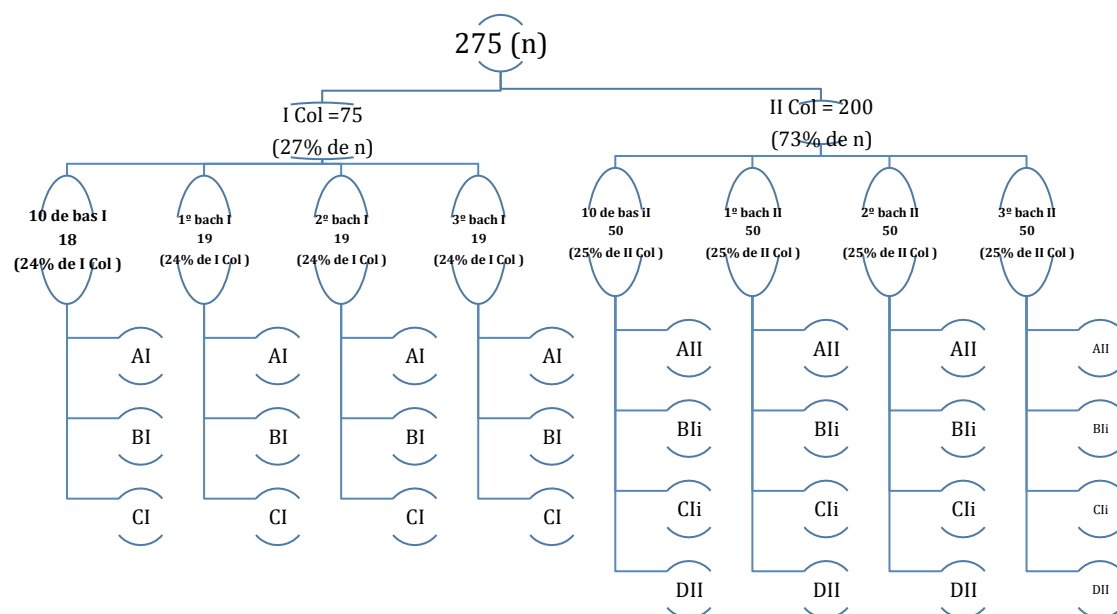 275 (n)
I Col =75
(27% de n)
II Col = 200
(73% de n)
10 de bas I
18
(24% de I Col )
1º bach I
19
(24% de I Col )
2º bach I
19
(24% de I Col )
3º bach I
19
(24% de I Col )
10 de bas iI
50
(25% de II Col )
1º bach II
50
(25% de II Col )
2º bach II
50
(25% de II Col )
3º bach II
50
(25% de II Col )
AI
BI
CI
AI
BI
CI
AI
BI
CI
AI
BI
CI
AII
BIi
CIi
DII
AII
BIi
CIi
DII
AII
BIi
CIi
DII
AII
BIi
CIi
DII